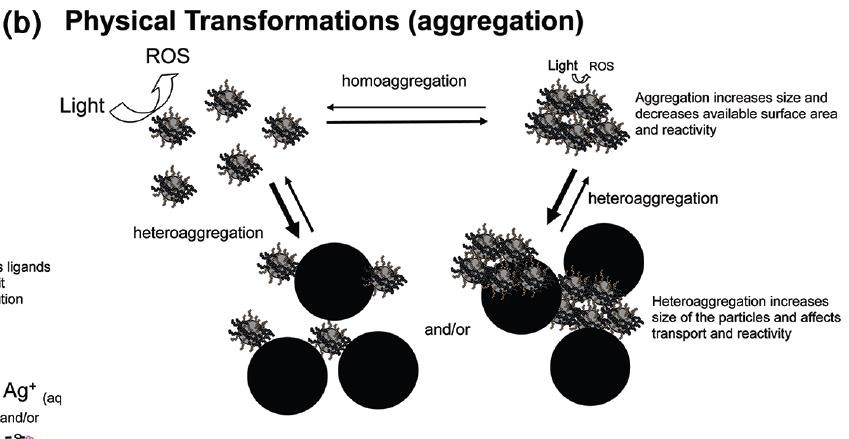 (b) Physical Transformations (aggregation)
ROS
Light
homoaggregation
Light ROS
Aggregation increases size and
decreases available surface area
and reactivity
heteroaggregation
heteroaggregation
s ligands
it
tion
and/or
Heteroaggregation increases
size of the particles and affects
transport and reactivity
Ag+ (aq
and/or